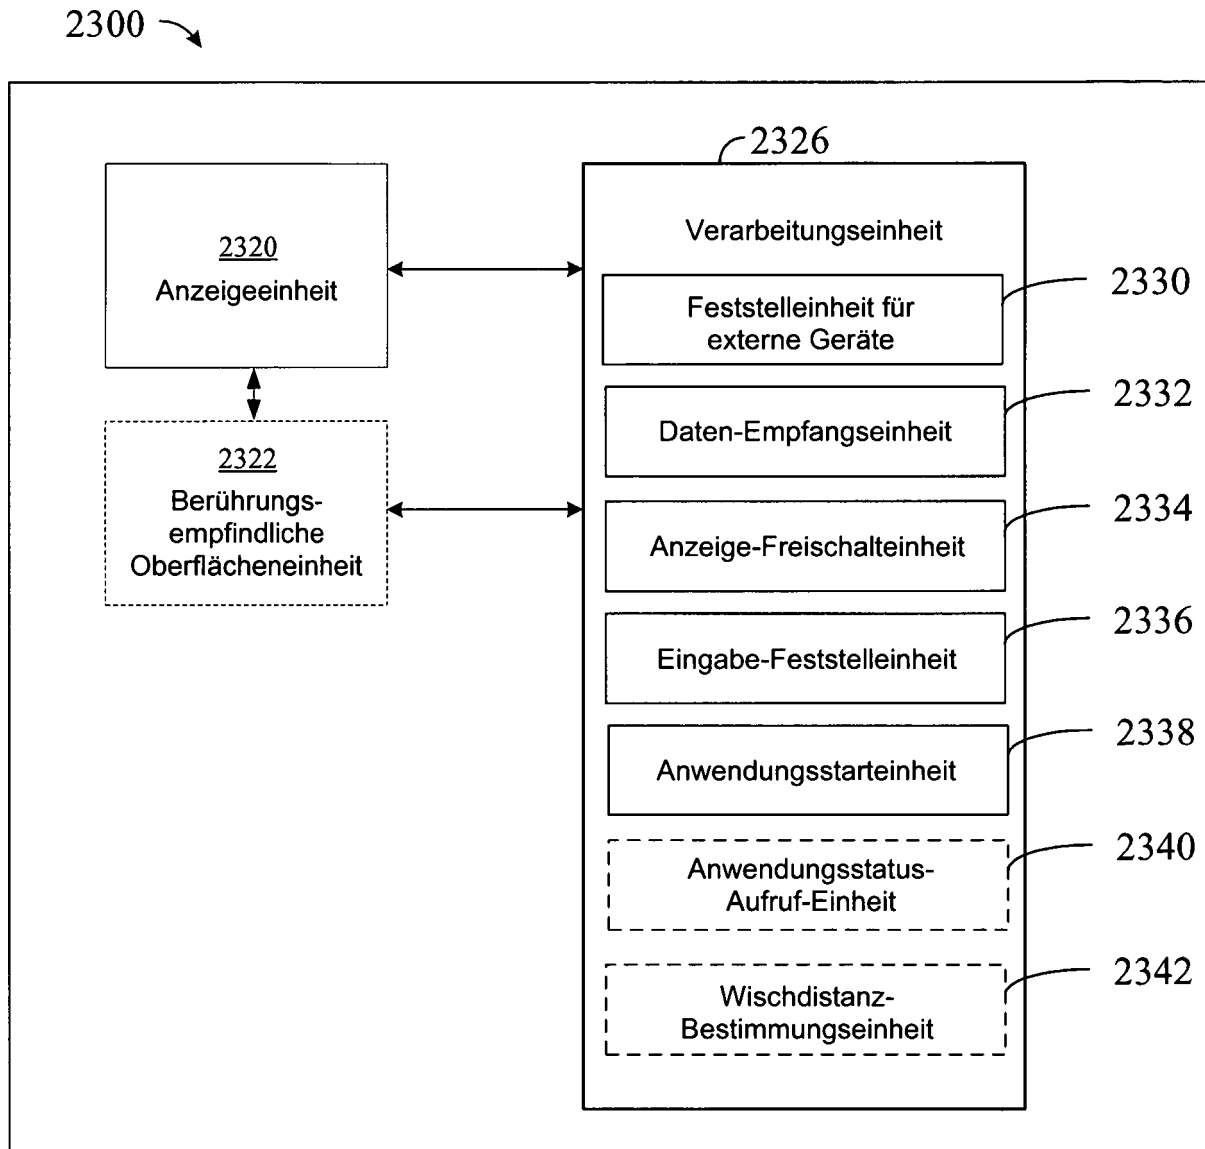 2300
2326
2320
Anzeigeeinheit
2322
Berührungs-
empfindliche
Oberflächeneinheit
Verarbeitungseinheit
Feststelleinheit für
externe Geräte
2330
Daten-Empfangseinheit
2332
Anzeige-Freischalteinheit
2334
Eingabe-Feststelleinheit
2336
Anwendungsstarteinheit
2338
Anwendungsstatus-
Aufruf-Einheit
2340
Wischdistanz-
Bestimmungseinheit
2342